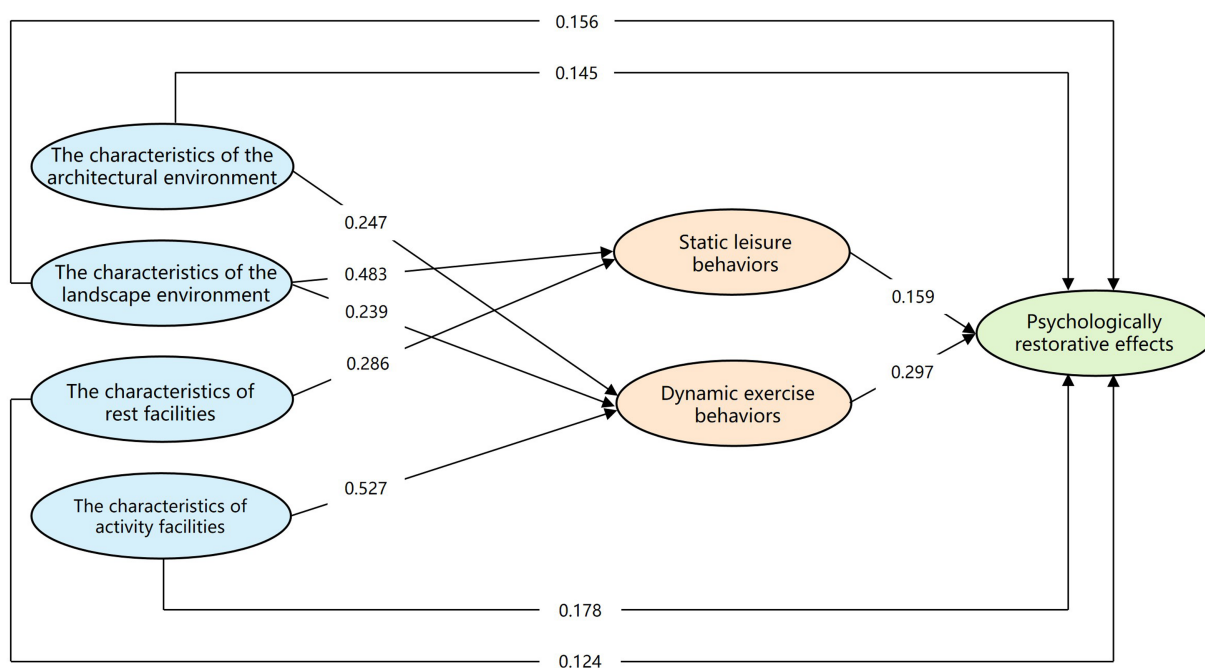 0.156
0.145
The characteristics of the
architectural environment
0.247
Static leisure
behaviors
The characteristics of the
landscape environment
0.483
0.159
0.239
Psychologically
restorative effects
The characteristics of
rest facilities
0.286
Dynamic exercise
behaviors
0.297
0.527
The characteristics of
activity facilities
0.178
0.124